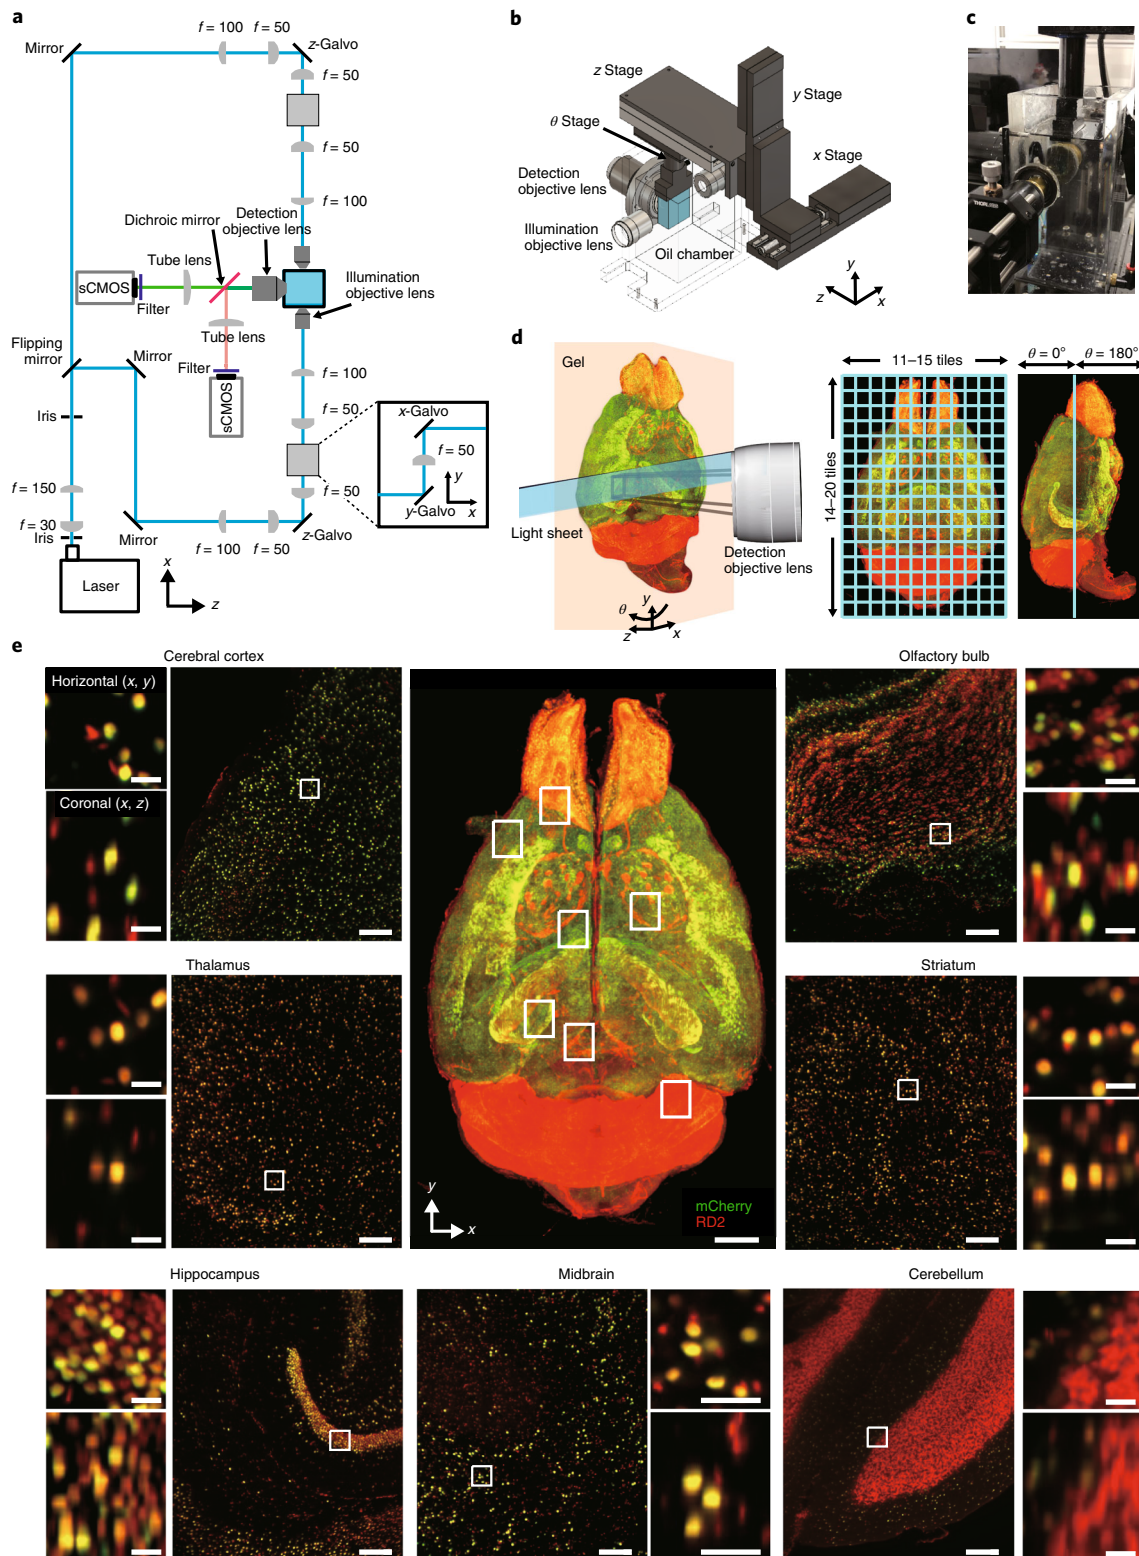 a
f = 100
f = 50
Mirror
z-Galvo
f = 50
f = 50
f = 100
Dichroic mirror
Detection
objective lens
Tube lens
sCMOS
Filter
Illumination
objective lens
Tube lens
Flipping
mirror
Mirror
Filter
sCMOS
f = 100
Iris
f = 50
x-Galvo
f = 50
y
x
y-Galvo
f = 150
f = 50
f = 30
Iris
Mirror
f = 100
f = 50
z-Galvo
Laser
x
z
b
z Stage
y Stage
θ Stage
x Stage
Detection
objective lens
Illumination
objective lens
Oil chamber
y
z
x
c
THORLABS
d
Gel
Light sheet
Detection
objective lens
θ
y
z
x
11–15 tiles
14–20 tiles
θ = 0°
θ = 180°
e
Cerebral cortex
Horizontal (x, y)
Coronal (x, z)
Olfactory bulb
Thalamus
Striatum
y
x
mCherry
RD2
Hippocampus
Midbrain
Cerebellum